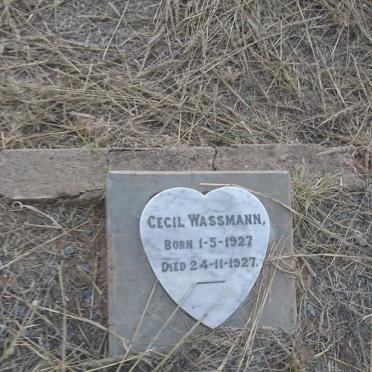 CECIL WASSMANN,
BORN 1-5-1927
DIED 24-11-1927.